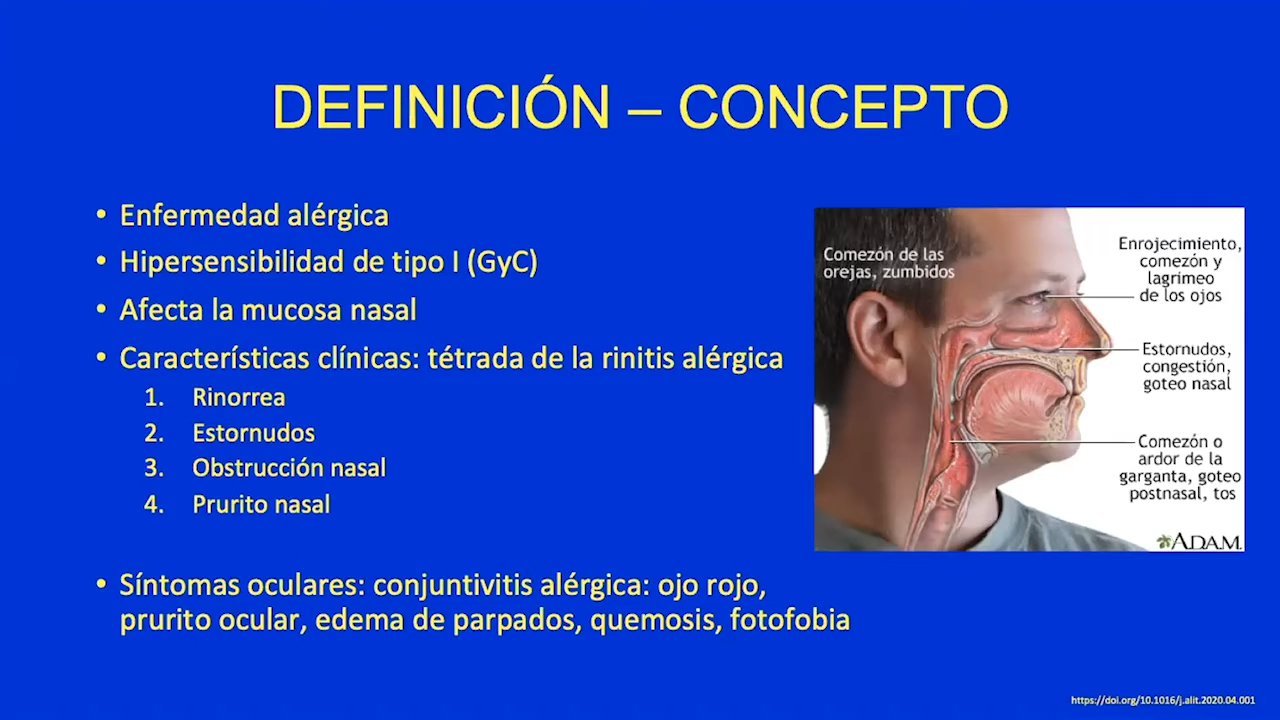 DEFINICIÓN – CONCEPTO
• Enfermedad alérgica
• Hipersensibilidad de tipo I (GyC)
• Afecta la mucosa nasal
• Características clínicas: tétrada de la rinitis alérgica
1. Rinorrea
2. Estornudos
3. Obstrucción nasal
4. Prurito nasal
• Síntomas oculares: conjuntivitis alérgica: ojo rojo,
prurito ocular, edema de parpados, quemosis, fotofobia
Comezón de las
orejas, zumbidos
Enrojecimiento,
comezón y
lagrimeo
de los ojos
Estornudos,
congestión,
goteo nasal
Comezón o
ardor de la
garganta, goteo
postnasal, tos
ADAM.
https://doi.org/10.1016/j.alit.2020.04.001